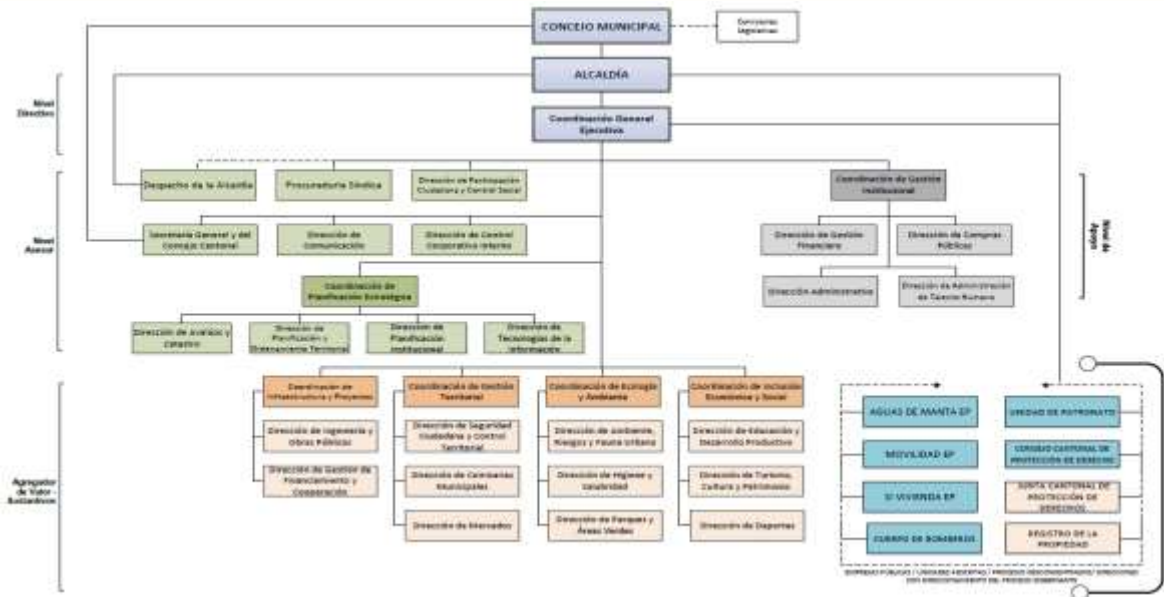 CONCEJO MUNICIPAL
Comisiones
Legislativas
ALCALDÍA
Nivel
Directivo
Coordinación General
Ejecutiva
Despacho de la Alcaldía
Procuraduría Síndica
Dirección de Participación
Ciudadana y Control Social
Coordinación de Gestión
Institucional
Nivel
Asesor
Secretaría General y del
Concejo Cantonal
Dirección de
Comunicación
Dirección de Control
Coorporativo Interno
Dirección de Gestión
Financiera
Dirección de Compras
Públicas
Nivel de
Apoyo
Coordinación de
Planificación Estratégica
Dirección Administrativa
Dirección de Administración
de Talento Humano
Dirección de Avalúos y
Catastro
Dirección de
Planificación y
Ordenamiento Territorial
Dirección de
Planificación
Institucional
Dirección de
Tecnologías de la
Información
Coordinación de
Infraestructura y Proyectos
Coordinación de Gestión
Territorial
Coordinación de Ecología
y Ambiente
Coordinación de Inclusión
Económica y Social
Agregador
de Valor -
Sustantivos
Dirección de Ingeniería y
Obras Públicas
Dirección de Seguridad
Ciudadana y Control
Territorial
Dirección de Ambiente,
Riesgos y Fauna Urbana
Dirección de Educación y
Desarrollo Productivo
Dirección de Gestión de
Financiamiento y
Cooperación
Dirección de Comisarías
Municipales
Dirección de Higiene y
Salubridad
Dirección de Turismo,
Cultura y Patrimonio
Dirección de Mercados
Dirección de Parques y
Áreas Verdes
Dirección de Deportes
AGUAS DE MANTA EP
UNIDAD DE PATRONATO
MOVILIDAD EP
CONSEJO CANTONAL DE
PROTECCIÓN DE DERECHO
SI VIVIENDA EP
JUNTA CANTONAL DE
PROTECCIÓN DE
DERECHOS
CUERPO DE BOMBEROS
REGISTRO DE LA
PROPIEDAD